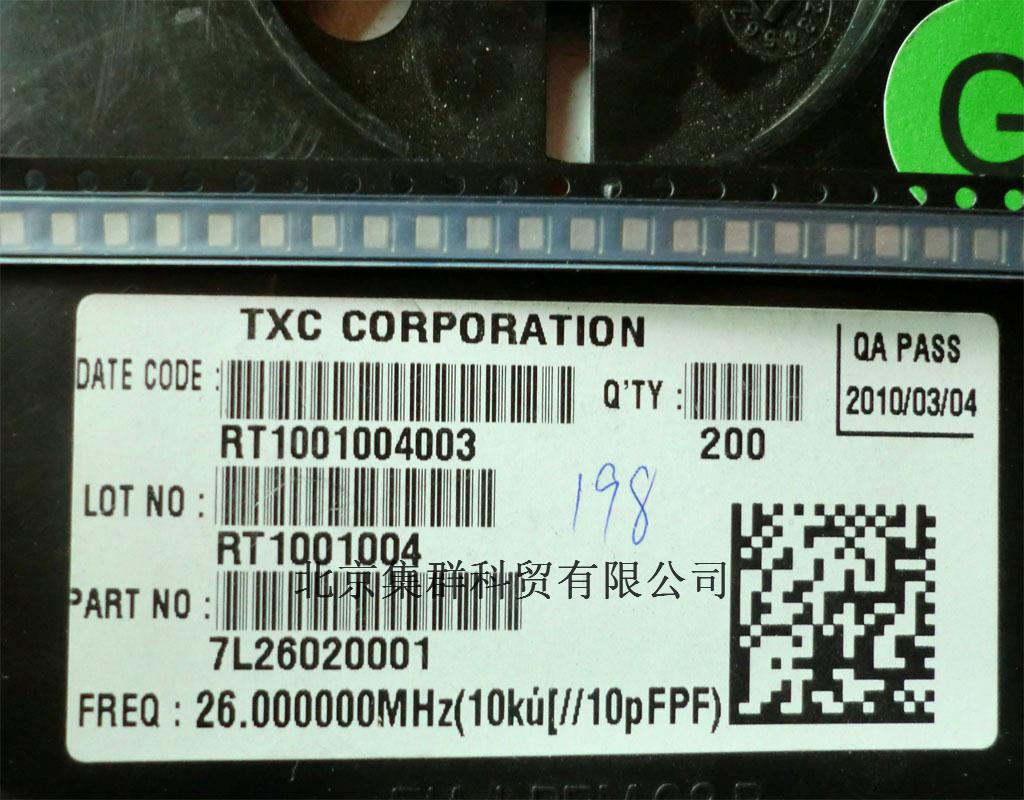 G
TXC CORPORATION
QA PASS
2010/03/04
DATE CODE :
RT1001004003
Q'TY :
200
LOT NO :
RT1001004
198
北京集群科贸有限公司
PART NO :
7L26020001
FREQ : 26.000000MHz(10kú[//10pFPF)